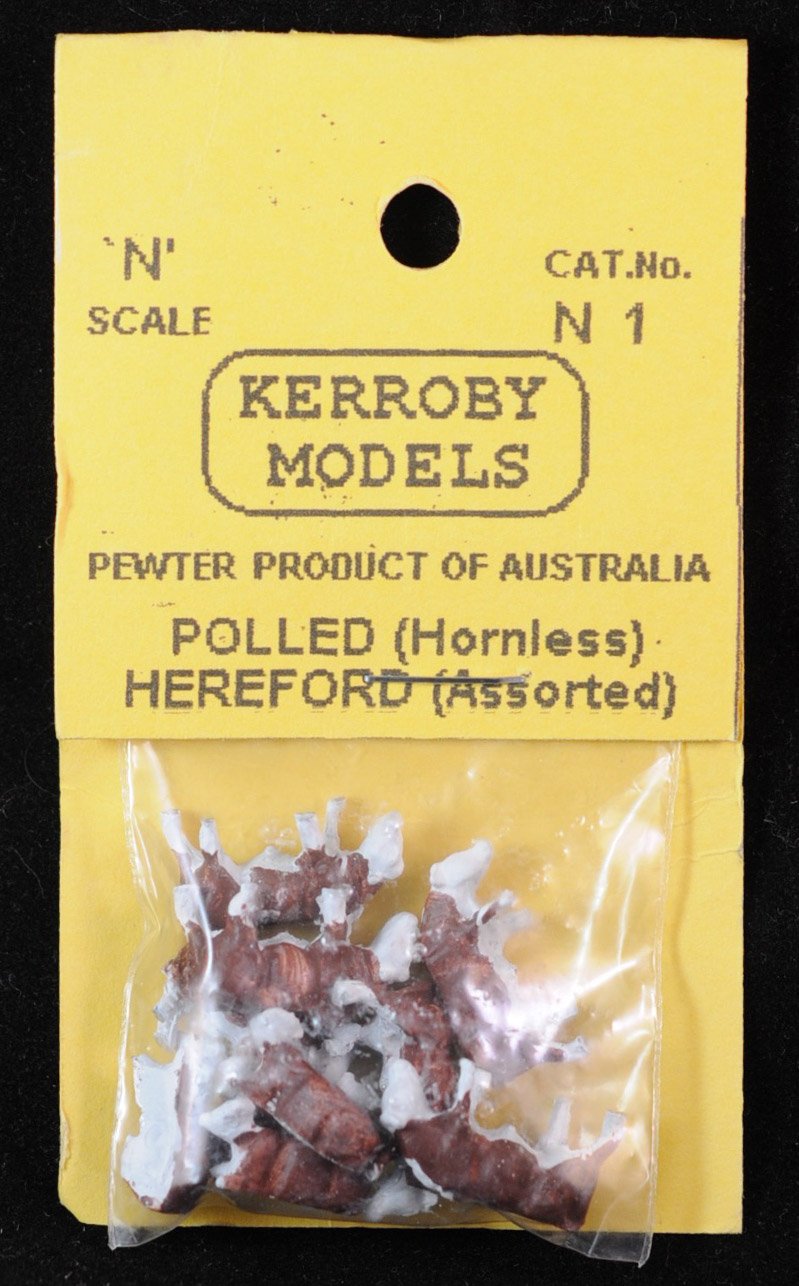 'N'
SCALE
CAT.No.
N 1
KERROBY
MODELS
PEWTER PRODUCT OF AUSTRALIA
POLLED (Hornless)
HEREFORD (Assorted)